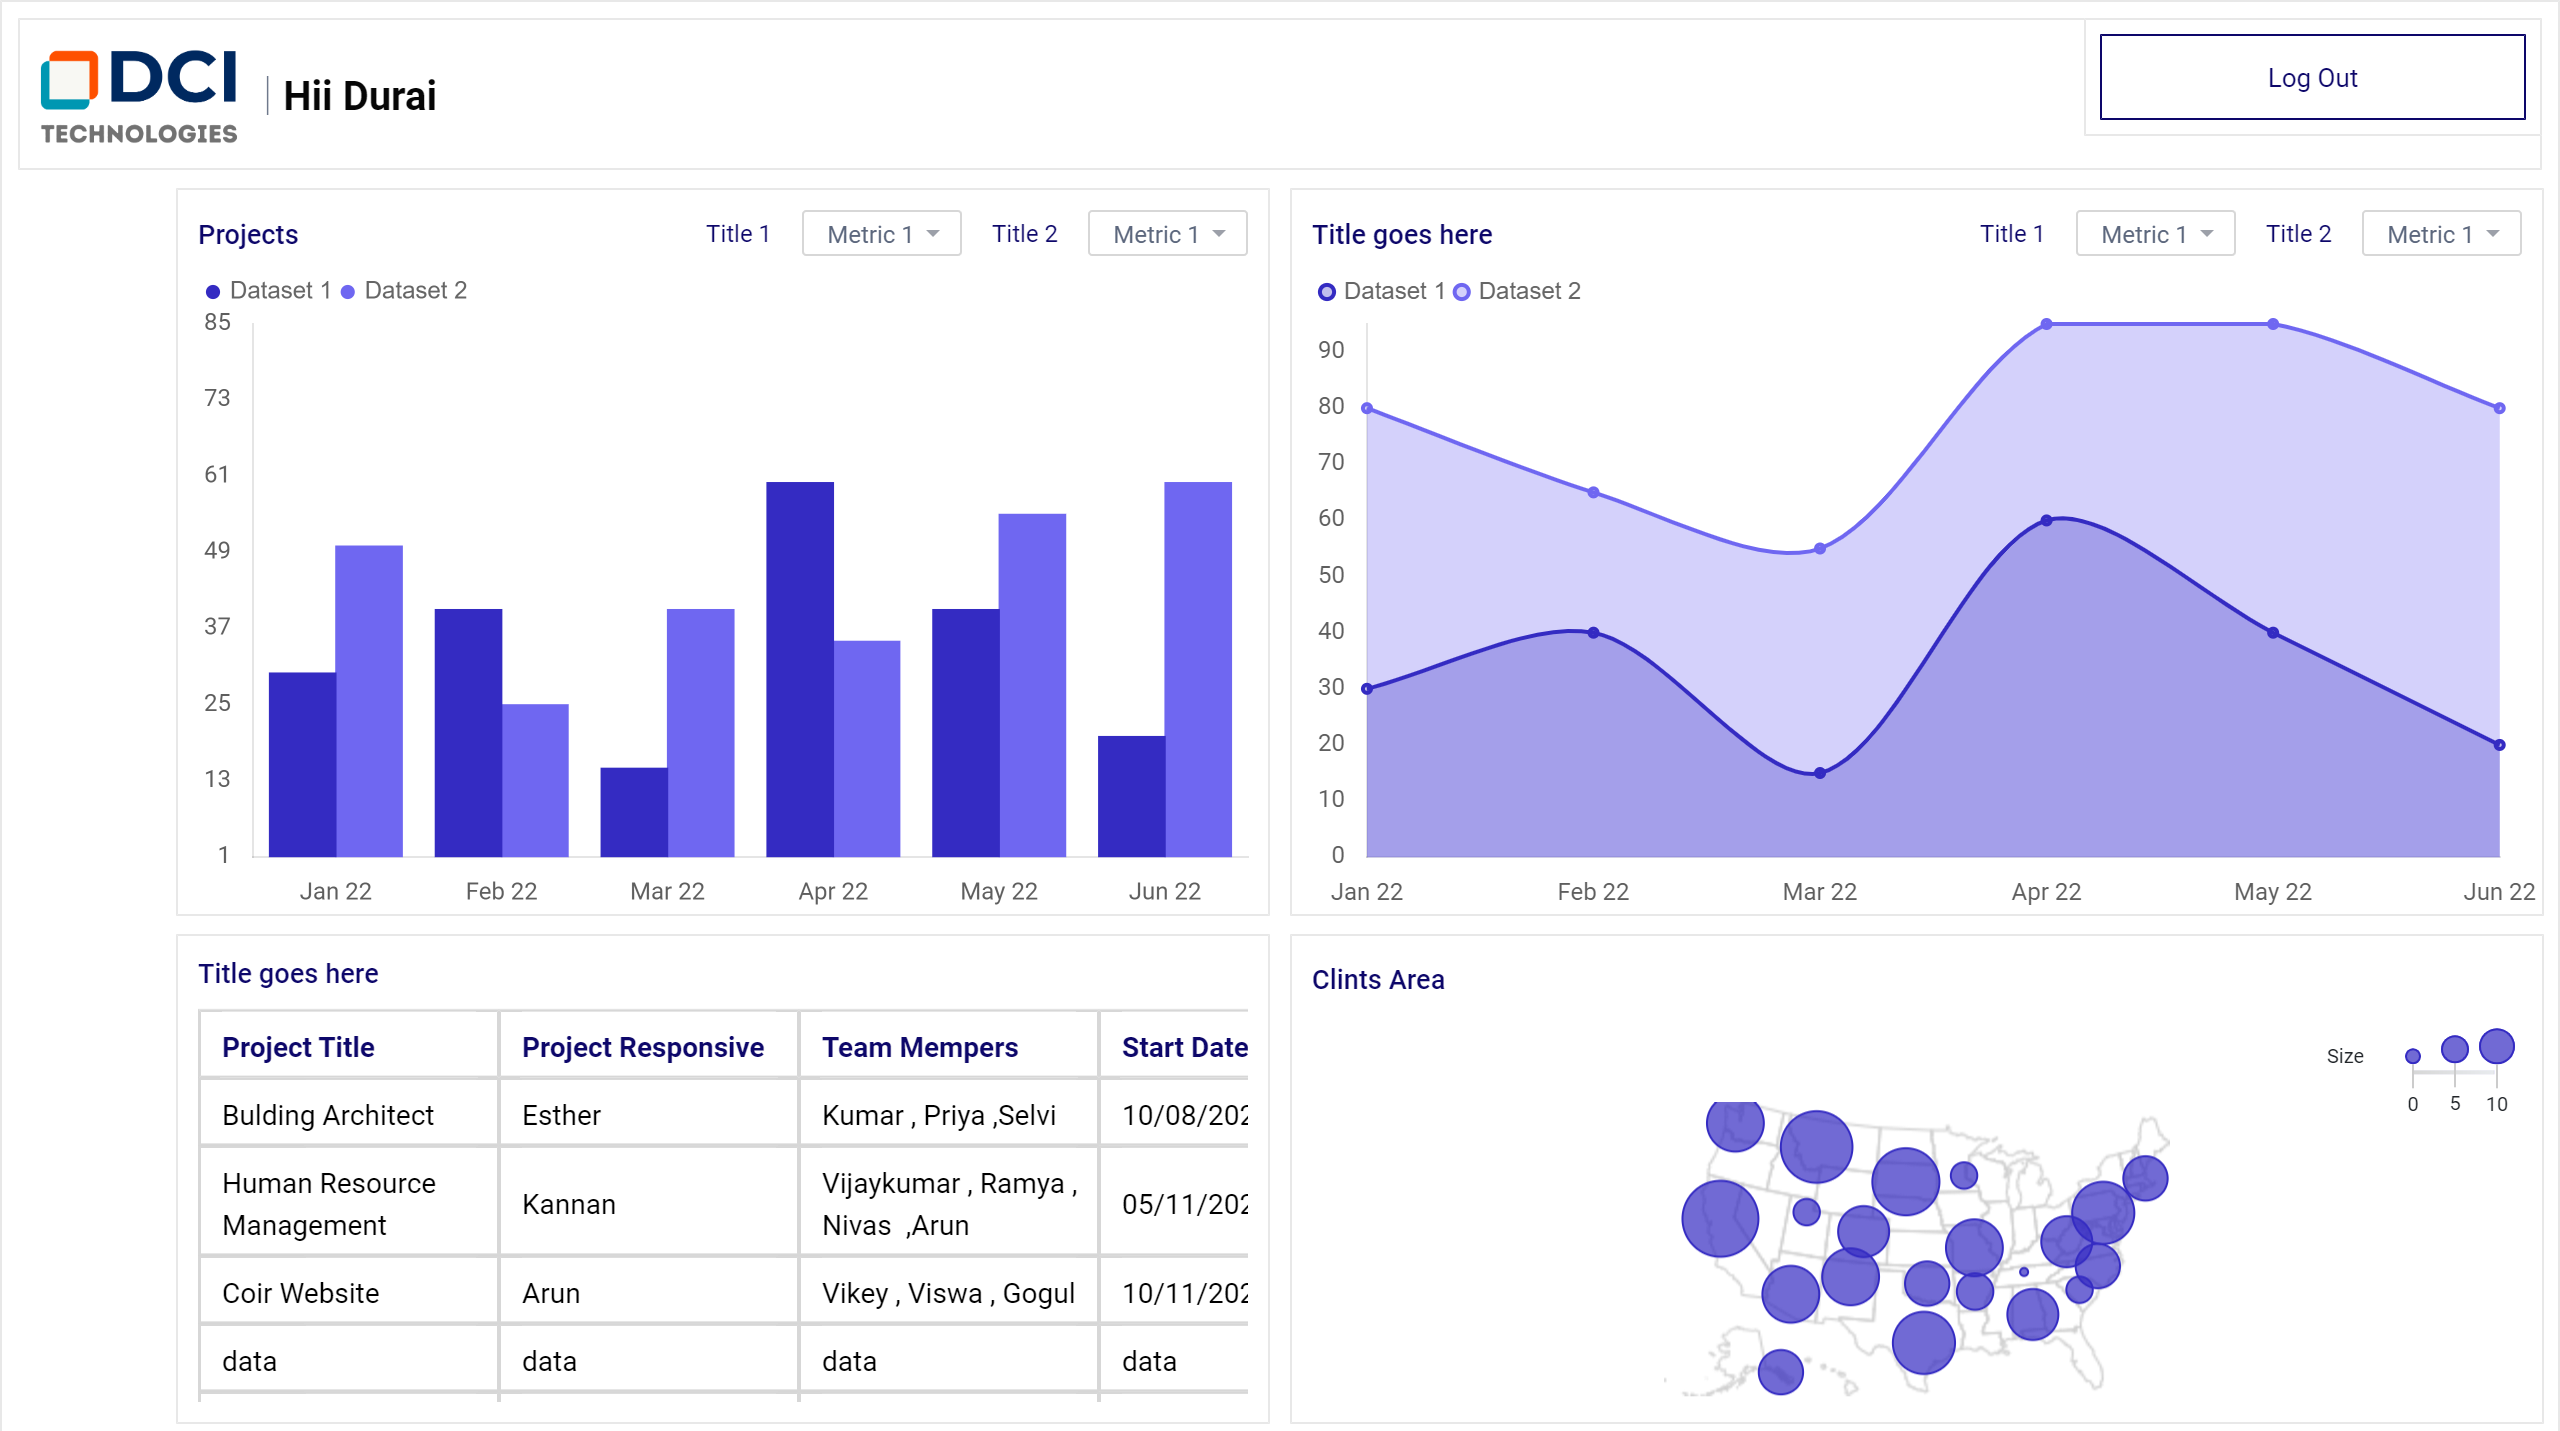 DCI
TECHNOLOGIES
Hii Durai
Log Out
Projects
Title 1
Metric 1
Title 2
Metric 1
Dataset 1
Dataset 2
85
73
61
49
37
25
13
1
Jan 22
Feb 22
Mar 22
Apr 22
May 22
Jun 22
Title goes here
Title 1
Metric 1
Title 2
Metric 1
Dataset 1
Dataset 2
90
80
70
60
50
40
30
20
10
0
Jan 22
Feb 22
Mar 22
Apr 22
May 22
Jun 22
Title goes here
Project Title
Project Responsive
Team Mempers
Start Date
Bulding Architect
Esther
Kumar , Priya ,Selvi
10/08/202
Human Resource
Management
Kannan
Vijaykumar , Ramya ,
Nivas  ,Arun
05/11/202
Coir Website
Arun
Vikey , Viswa , Gogul
10/11/202
data
data
data
data
Clints Area
Size
0
5
10